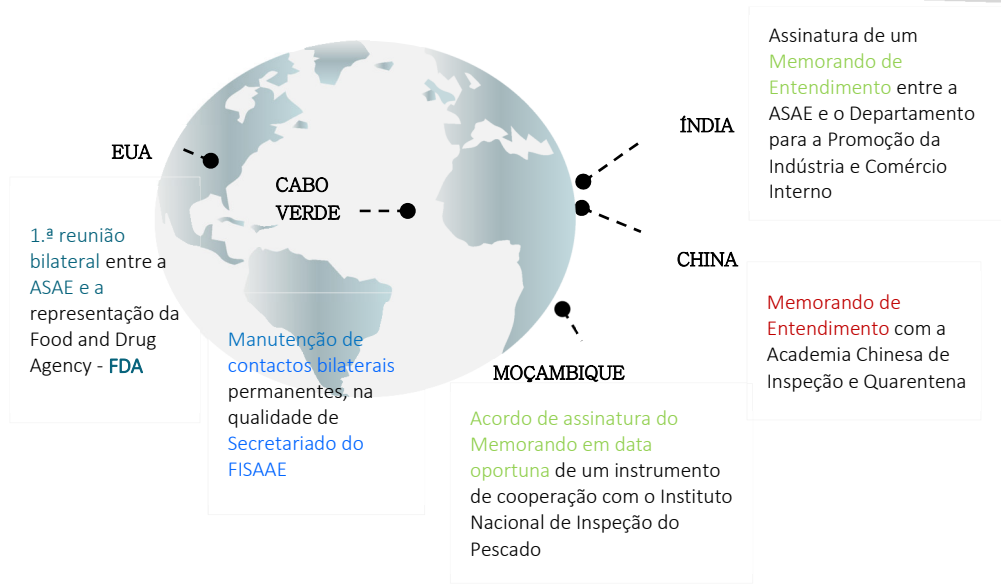 EUA
1.ª reunião
bilateral entre a
ASAE e a
representação da
Food and Drug
Agency - FDA
CABO
VERDE
Manutenção de
contactos bilaterais
permanentes, na
qualidade de
Secretariado do
FISAAE
MOÇAMBIQUE
Acordo de assinatura do
Memorando em data
oportuna de um instrumento
de cooperação com o Instituto
Nacional de Inspeção do
Pescado
ÍNDIA
Assinatura de um
Memorando de
Entendimento entre a
ASAE e o Departamento
para a Promoção da
Indústria e Comércio
Interno
CHINA
Memorando de
Entendimento com a
Academia Chinesa de
Inspeção e Quarentena